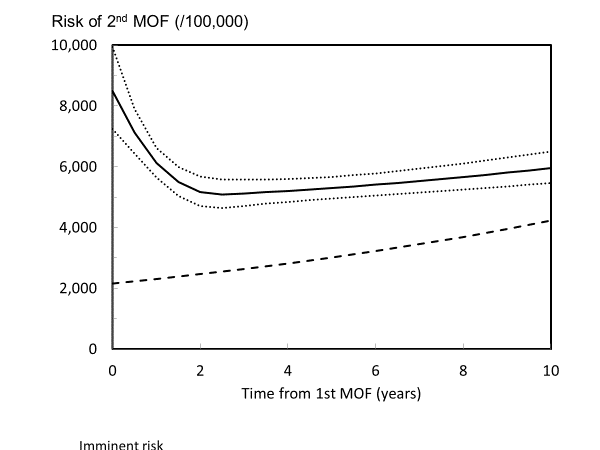 Risk of 2nd MOF (/100,000)
10,000
8,000
6,000
4,000
2,000
0
0 2 4 6 8 10
Time from 1st MOF (years)
Imminent risk